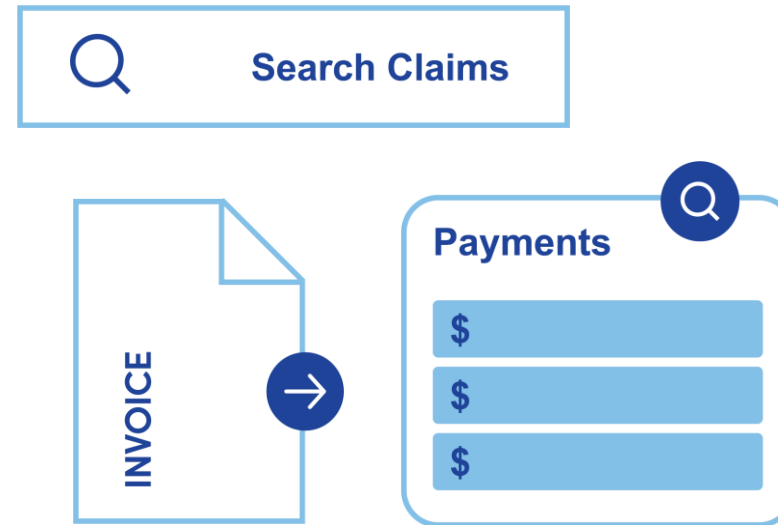 Search Claims
INVOICE
Payments
$
$
$